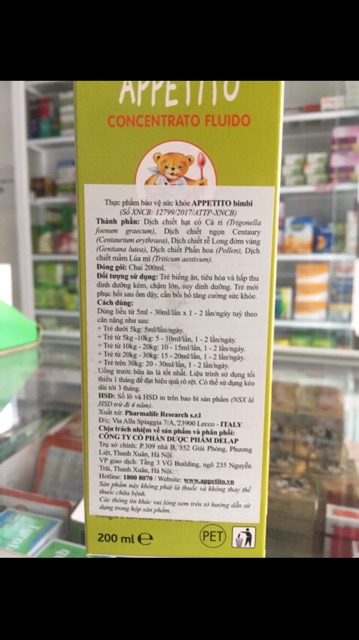 APPETITO
CONCENTRATO FLUIDO
Thực phẩm bảo vệ sức khỏe APPETITO bimbi
(Số XNCB: 12799/2017/ATTP-XNCB)
Thành phần: Dịch chiết hạt cỏ Cà ri (Trigonella
foenum graecum), Dịch chiết ngọn Centaury
(Centaurium erythraea), Dịch chiết rễ Long đởm vàng
(Gentiana lutea), Dịch chiết Phấn hoa (Pollen), Dịch
chiết mầm Lúa mì (Triticum aestivum).
Đóng gói: Chai 200ml.
Đối tượng sử dụng: Trẻ biếng ăn, tiêu hóa và hấp thu
dinh dưỡng kém, chậm lớn, suy dinh dưỡng. Trẻ mới
phục hồi sau ốm dậy, cần bồi bổ tăng cường sức khỏe.
Cách dùng:
Dùng liều từ 5ml - 30ml/lần x 1 - 2 lần/ngày tuỳ theo
cân nặng như sau:
+ Trẻ dưới 5kg: 5ml/lần/ngày.
+ Trẻ từ 5kg -10kg: 5 - 10ml/lần, 1 - 2 lần/ngày.
+ Trẻ từ 10kg - 20kg: 10 - 15ml/lần, 1 - 2 lần/ngày.
+ Trẻ từ 20kg - 30kg: 15 - 20ml/lần, 1 - 2 lần/ngày.
+ Trẻ trên 30kg: 20 - 30ml/lần, 1 - 2 lần/ngày.
Uống trước bữa ăn là tốt nhất. Liệu trình sử dụng tối
thiểu 1 tháng để đạt hiệu quả rõ rệt. Có thể sử dụng kéo
dài tới 3 tháng.
HSD: Số lô và HSD in trên bao bì sản phẩm (NSX là
HSD trừ đi 4 năm).
Xuất xứ: Pharmalife Research s.r.l
Đ/c: Via Alla Spiaggia 7/A, 23900 Lecco - ITALY
Chịu trách nhiệm về sản phẩm và phân phối:
CÔNG TY CỔ PHẦN DƯỢC PHẨM DELAP
Trụ sở chính: P.309 nhà B, 352 Giải Phóng, Phương
Liệt, Thanh Xuân, Hà Nội.
VP giao dịch: Tầng 3 VG Building, ngõ 235 Nguyễn
Trãi, Thanh Xuân, Hà Nội.
Hotline: 1800 8070 / Website: www.appetito.vn
Sản phẩm này không phải là thuốc và không thay thế
thuốc chữa bệnh.
Các thông tin khác vui lòng xem trên tờ hướng dẫn sử
dụng trong hộp sản phẩm.
200 ml e
PET